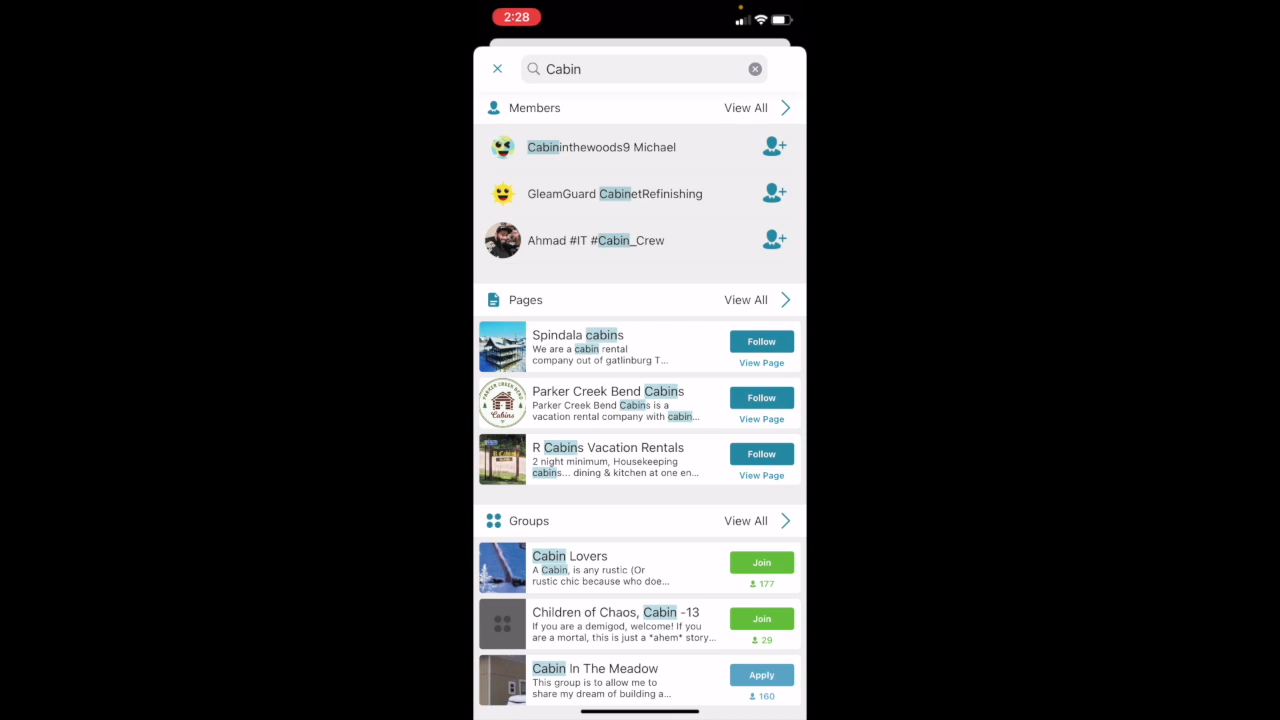 2:28
Cabin
Members View All
Cabininthewoods9 Michael
GleamGuard CabinetRefinishing
Ahmad #IT #Cabin_Crew
Pages View All
Spindala cabins
We are a cabin rental
company out of gatlinburg T...
Follow
View Page
PARKER CREEK BEND
Cabins
Parker Creek Bend Cabins
Parker Creek Bend Cabins is a
vacation rental company with cabin...
Follow
View Page
R Cabins Vacation Rentals
2 night minimum, Housekeeping
cabins... dining & kitchen at one en...
Follow
View Page
Groups View All
Cabin Lovers
A Cabin, is any rustic (Or
rustic chic because who doe...
Join
177
Children of Chaos, Cabin -13
If you are a demigod, welcome! If you
are a mortal, this is just a *ahem* story...
Join
29
Cabin In The Meadow
This group is to allow me to
share my dream of building a...
Apply
160